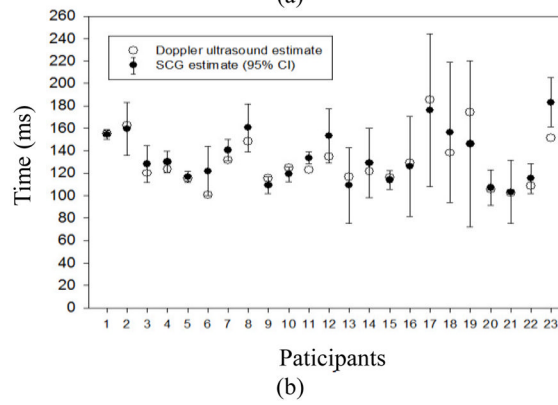 (a)
260
240
220
200
180
160
140
120
100
80
60
40
20
0
Time (ms)
Doppler ultrasound estimate
SCG estimate (95% CI)
1 2 3 4 5 6 7 8 9 10 11 12 13 14 15 16 17 18 19 20 21 22 23
Paticipants
(b)